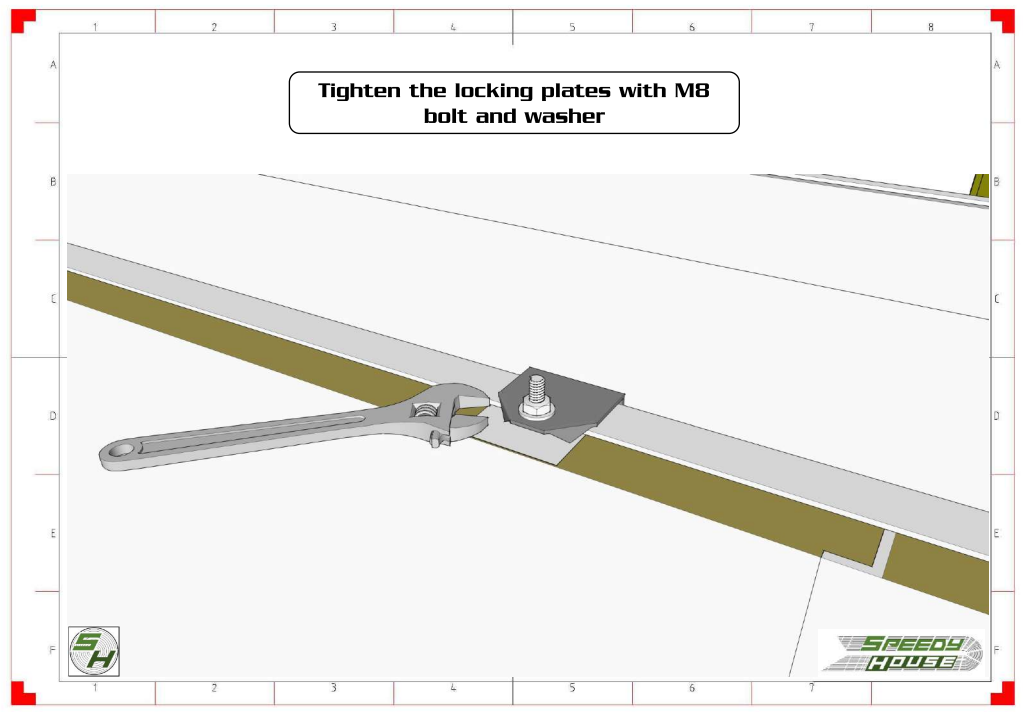 1 2 3 4 5 6 7 8
A A
Tighten the locking plates with M8
bolt and washer
B B
C C
D D
E E
F F
SH
SPEEDY
HOUSE
1 2 3 4 5 6 7